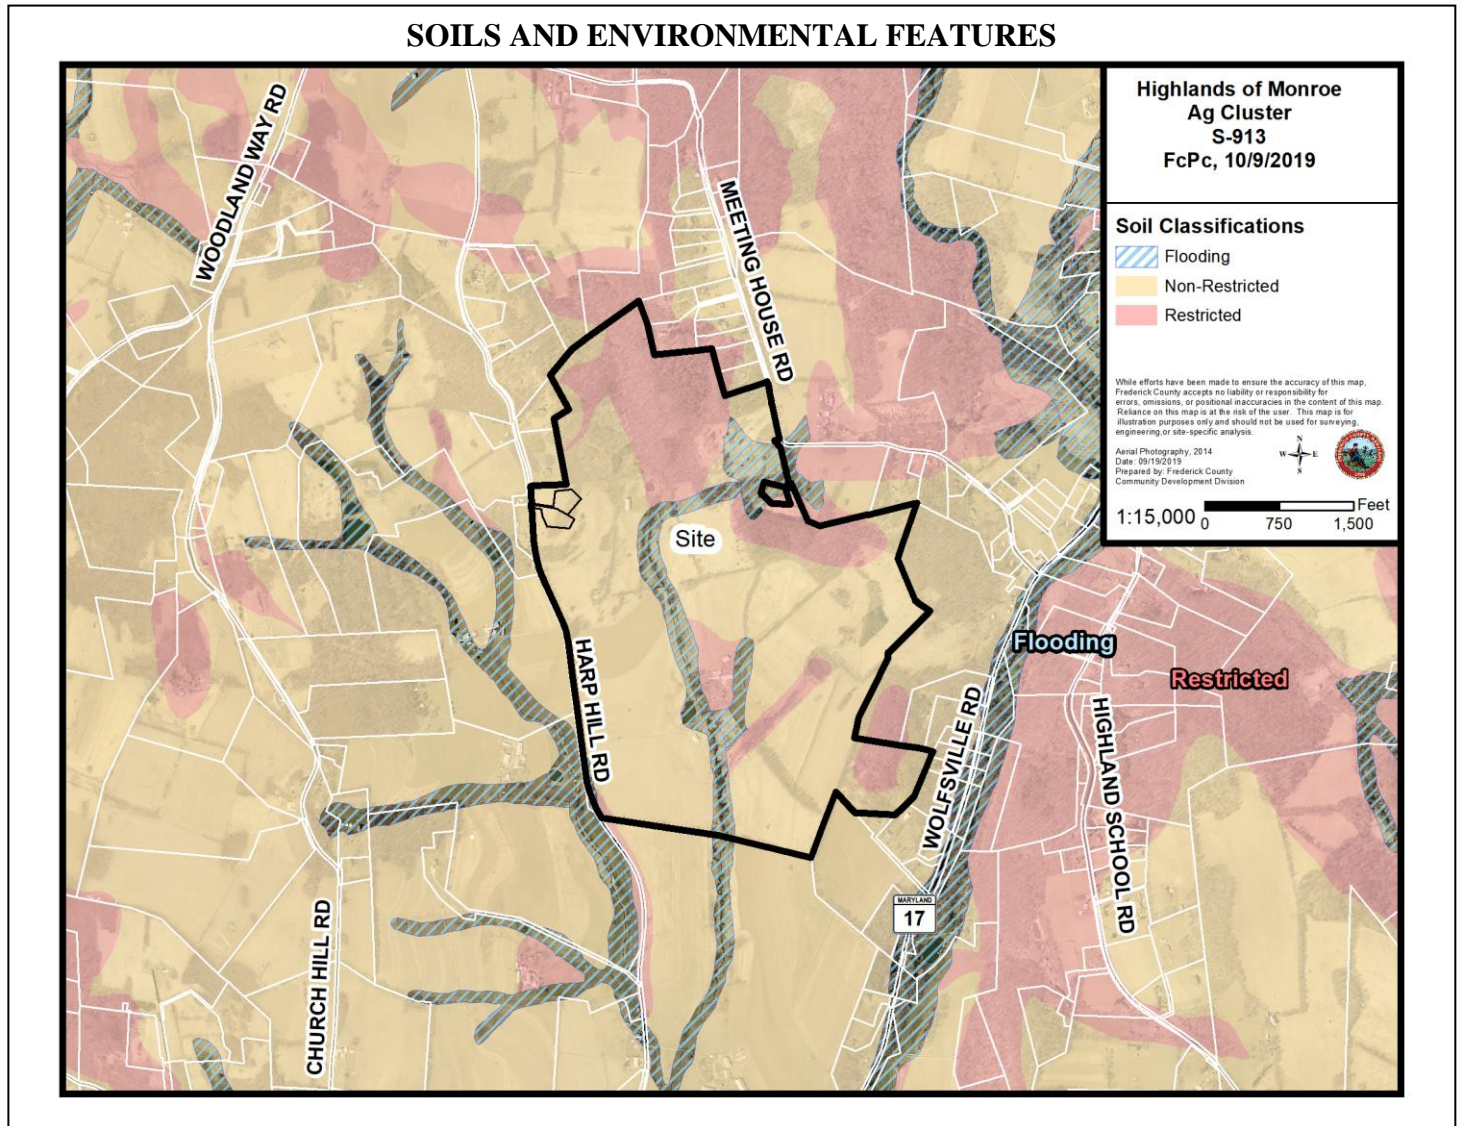 SOILS AND ENVIRONMENTAL FEATURES
Highlands of Monroe
Ag Cluster
S-913
FcPc, 10/9/2019
Soil Classifications
Flooding
Non-Restricted
Restricted
While efforts have been made to ensure the accuracy of this map,
Frederick County accepts no liability or responsibility for
errors, omissions, or positional inaccuracies in the content of this map.
Reliance on this map is at the risk of the user. This map is for
illustration purposes only and should not be used for surveying,
engineering, or site-specific analysis.
Aerial Photography, 2014
Date: 09/19/2019
Prepared by: Frederick County
Community Development Division
N
W E
S
1:15,000 0 750 1,500 Feet
WOODLAND WAY RD
MEETING HOUSE RD
Site
HARP HILL RD
Flooding
Restricted
WOLFSVILLE RD
HIGHLAND SCHOOL RD
MARYLAND
17
CHURCH HILL RD